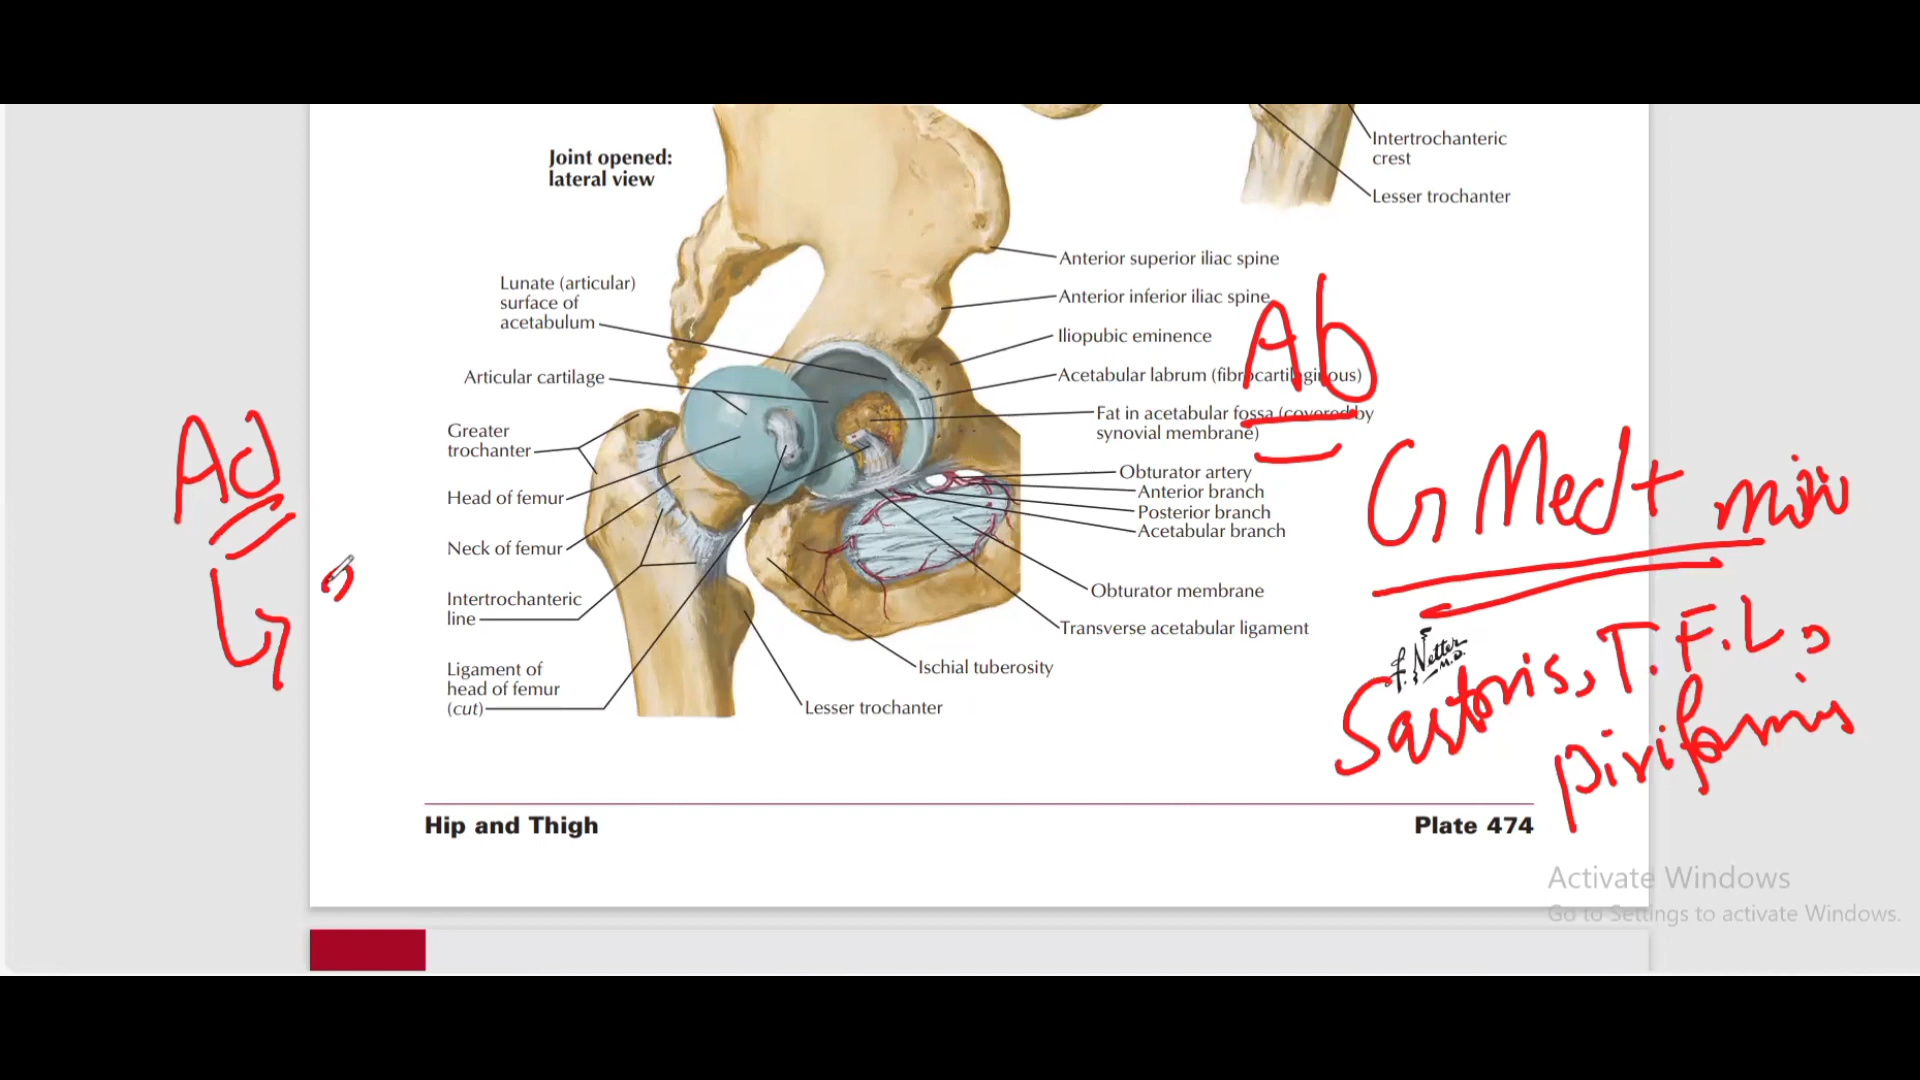 Joint opened:
lateral view
Intertrochanteric
crest
Lesser trochanter
Lunate (articular)
surface of
acetabulum
Articular cartilage
Greater
trochanter
Head of femur
Neck of femur
Intertrochanteric
line
Ligament of
head of femur
(cut)
Anterior superior iliac spine
Anterior inferior iliac spine
Iliopubic eminence
Acetabular labrum (fibrocartilaginous)
Fat in acetabular fossa (covered by
synovial membrane)
Obturator artery
Anterior branch
Posterior branch
Acetabular branch
Obturator membrane
Transverse acetabular ligament
Ischial tuberosity
Lesser trochanter
Ad
Ab
G Med + mini
F. Netter
M.D.
Sartoris, T.F.L,
piriformis
Hip and Thigh
Plate 474
Activate Windows
Go to Settings to activate Windows.